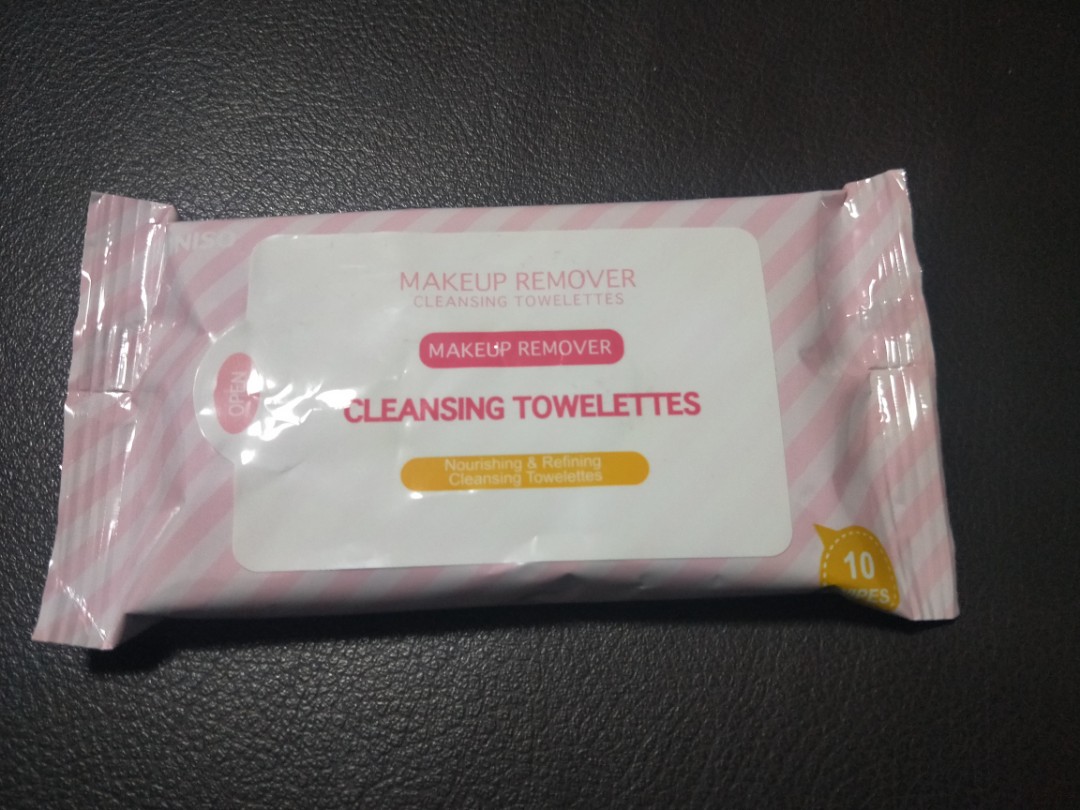 NISO
MAKEUP REMOVER
CLEANSING TOWELETTES
MAKEUP REMOVER
CLEANSING TOWELETTES
Nourishing & Refining
Cleansing Towelettes
OPEN
10